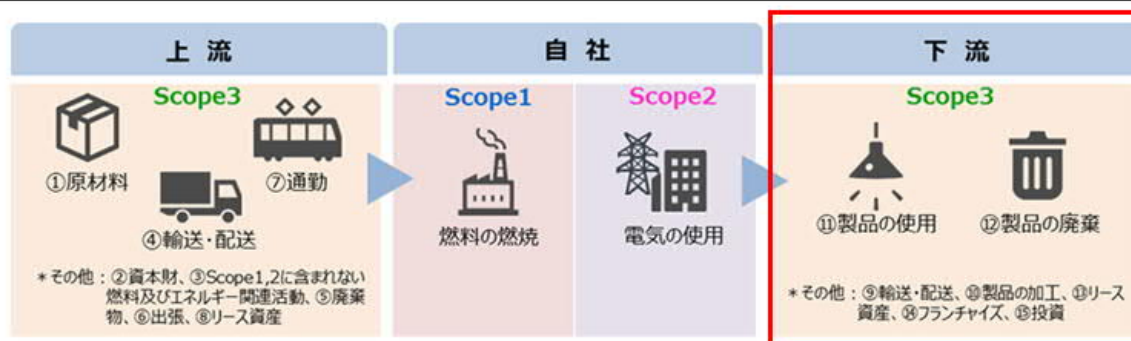 上 流
Scope3
①原材料
⑦通勤
④輸送・配送
*その他：②資本財、③Scope1,2に含まれない
燃料及びエネルギー関連活動、⑤廃棄
物、⑥出張、⑧リース資産
自 社
Scope1
燃料の燃焼
Scope2
電気の使用
下 流
Scope3
⑪製品の使用
⑫製品の廃棄
*その他：⑨輸送・配送、⑩製品の加工、⑬リース
資産、⑭フランチャイズ、⑮投資